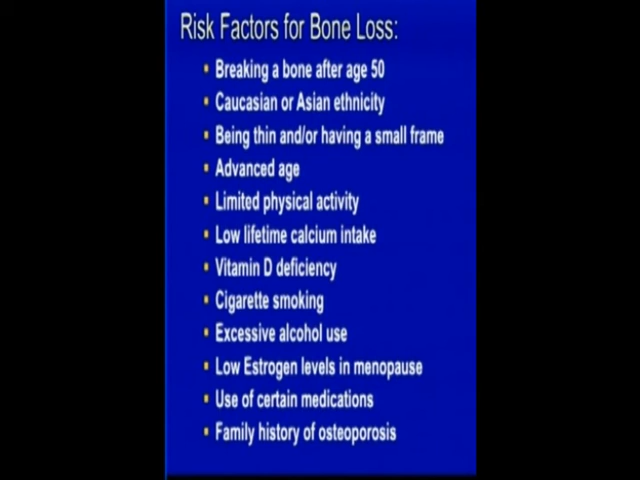 Risk Factors for Bone Loss:
▪ Breaking a bone after age 50
▪ Caucasian or Asian ethnicity
▪ Being thin and/or having a small frame
▪ Advanced age
▪ Limited physical activity
▪ Low lifetime calcium intake
▪ Vitamin D deficiency
▪ Cigarette smoking
▪ Excessive alcohol use
▪ Low Estrogen levels in menopause
▪ Use of certain medications
▪ Family history of osteoporosis